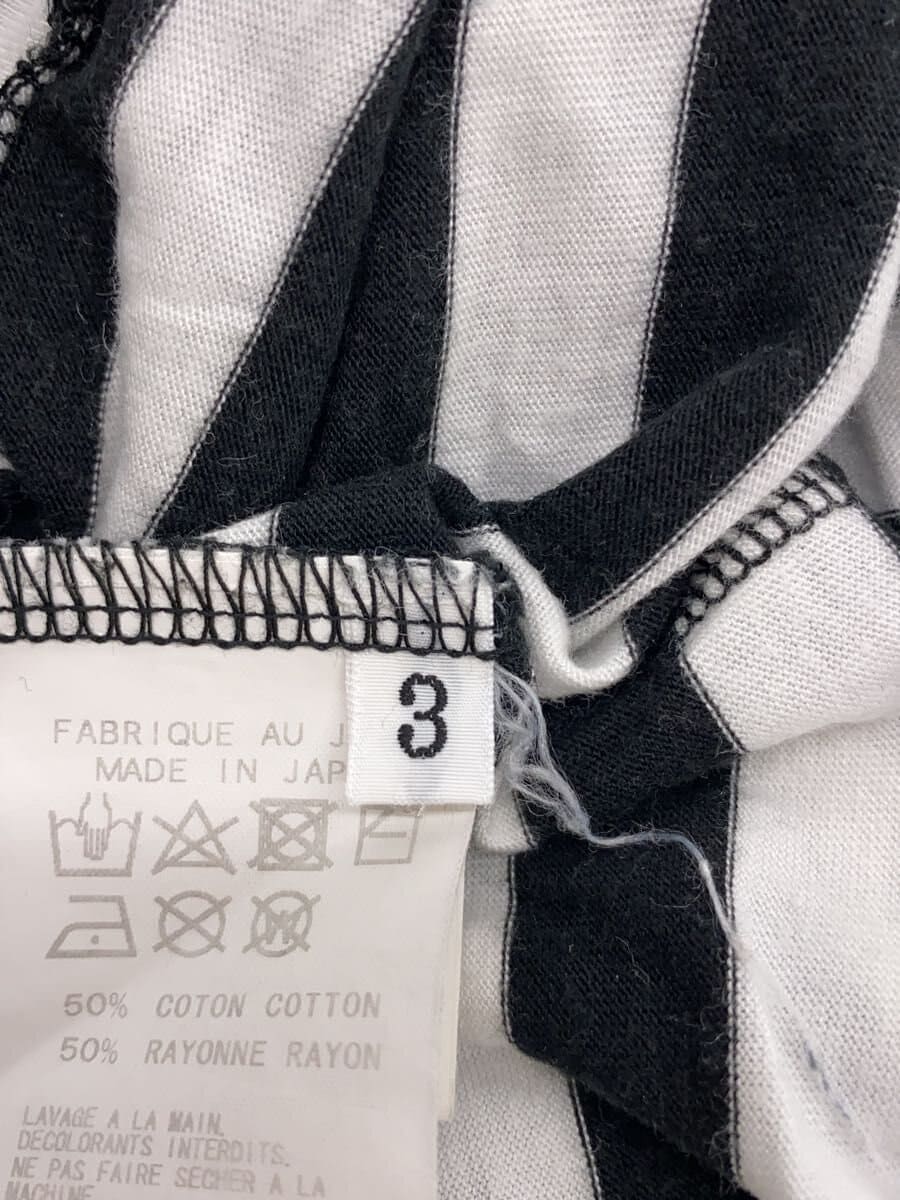 3
FABRIQUE AU J
MADE IN JAP
50% COTON COTTON
50% RAYONNE RAYON
LAVAGE A LA MAIN.
DECOLORANTS INTERDITS.
NE PAS FAIRE SECHER A LA
MACHINE